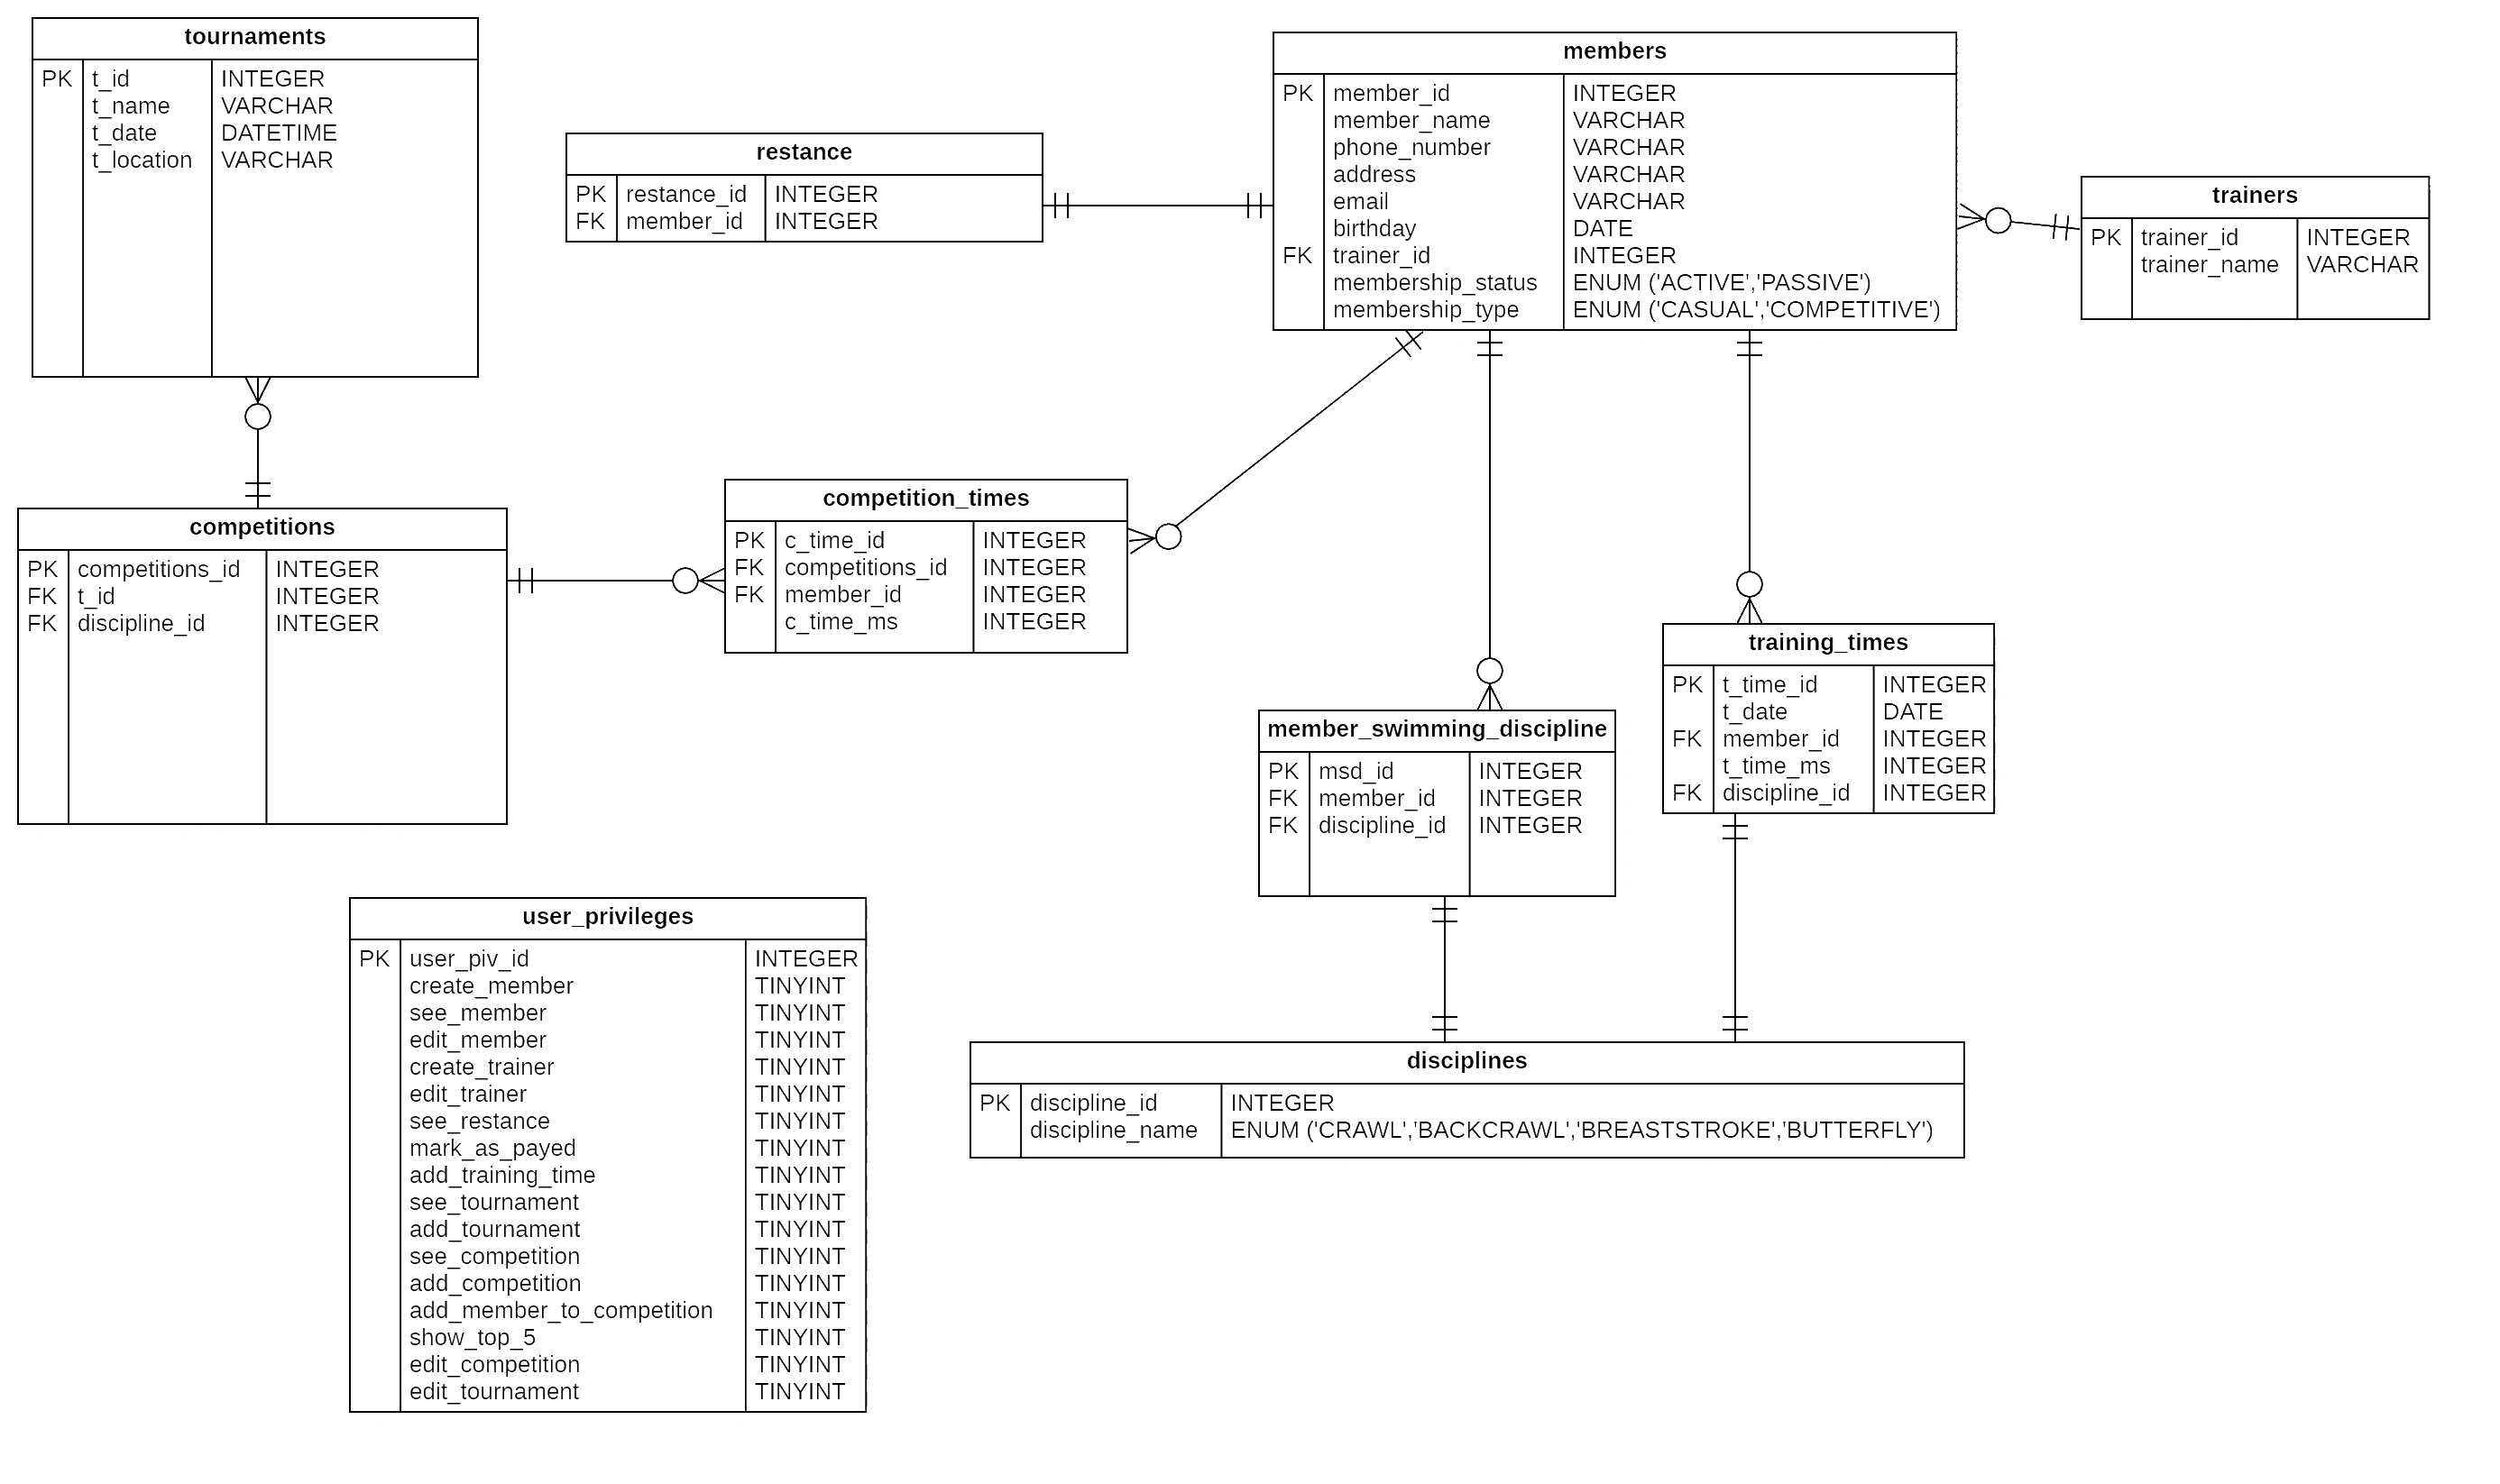 tournaments
PK t_id INTEGER
t_name VARCHAR
t_date DATETIME
t_location VARCHAR
members
PK member_id INTEGER
member_name VARCHAR
phone_number VARCHAR
address VARCHAR
email VARCHAR
birthday DATE
FK trainer_id INTEGER
membership_status ENUM ('ACTIVE','PASSIVE')
membership_type ENUM ('CASUAL','COMPETITIVE')
restance
PK restance_id INTEGER
FK member_id INTEGER
trainers
PK trainer_id INTEGER
trainer_name VARCHAR
competitions
PK competitions_id INTEGER
FK t_id INTEGER
FK discipline_id INTEGER
competition_times
PK c_time_id INTEGER
FK competitions_id INTEGER
FK member_id INTEGER
c_time_ms INTEGER
member_swimming_discipline
PK msd_id INTEGER
FK member_id INTEGER
FK discipline_id INTEGER
training_times
PK t_time_id INTEGER
t_date DATE
FK member_id INTEGER
t_time_ms INTEGER
FK discipline_id INTEGER
user_privileges
PK user_piv_id INTEGER
create_member TINYINT
see_member TINYINT
edit_member TINYINT
create_trainer TINYINT
edit_trainer TINYINT
see_restance TINYINT
mark_as_payed TINYINT
add_training_time TINYINT
see_tournament TINYINT
add_tournament TINYINT
see_competition TINYINT
add_competition TINYINT
add_member_to_competition TINYINT
show_top_5 TINYINT
edit_competition TINYINT
edit_tournament TINYINT
disciplines
PK discipline_id INTEGER
discipline_name ENUM ('CRAWL','BACKCRAWL','BREASTSTROKE','BUTTERFLY')